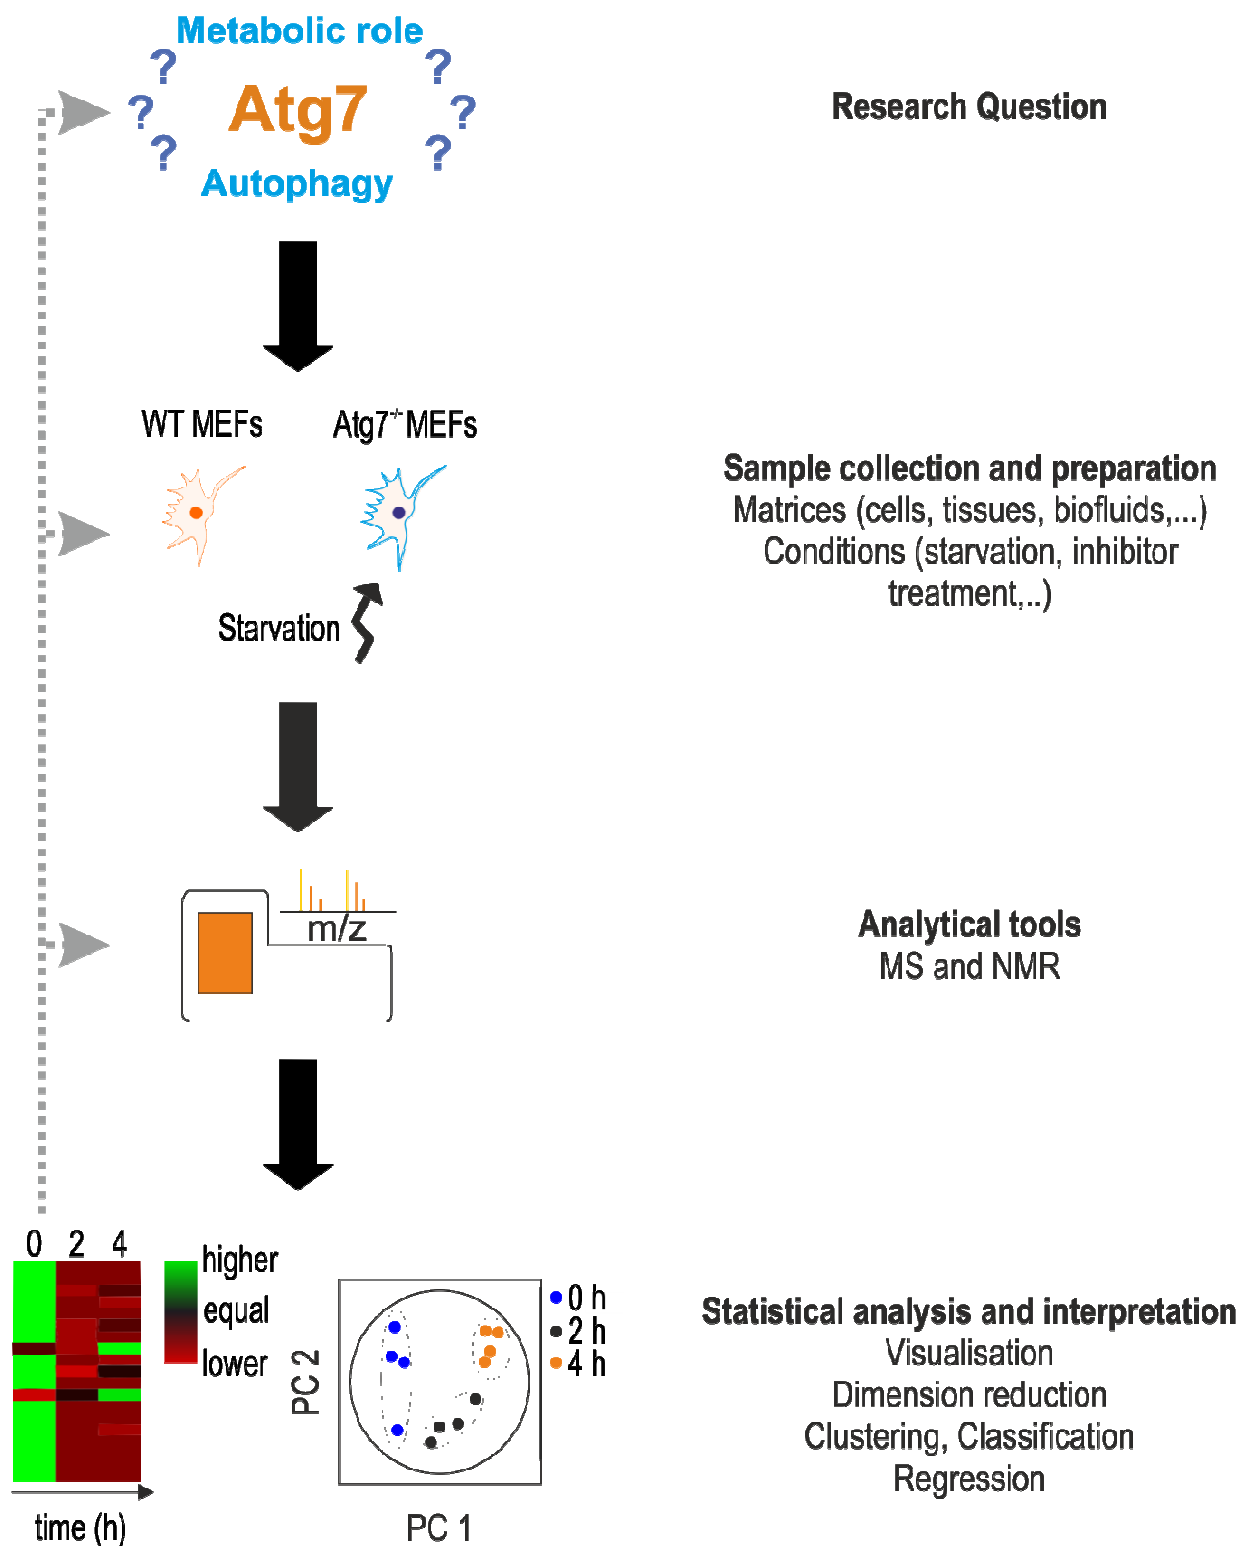 Metabolic role
? ?
? Atg7 ?
? ?
Autophagy
Research Question
WT MEFs
Atg7-/- MEFs
Starvation
Sample collection and preparation
Matrices (cells, tissues, biofluids,...)
Conditions (starvation, inhibitor
treatment,..)
m/z
Analytical tools
MS and NMR
0 2 4
higher
equal
lower
time (h)
PC 2
PC 1
0 h
2 h
4 h
Statistical analysis and interpretation
Visualisation
Dimension reduction
Clustering, Classification
Regression